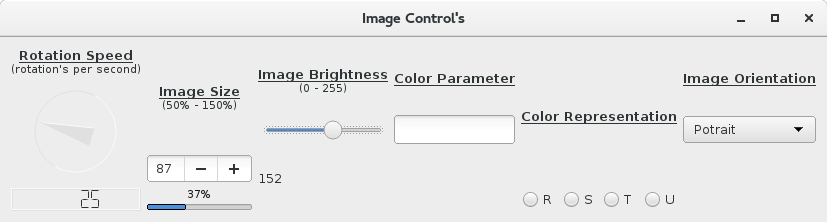 Image Control's
Rotation Speed
(rotation's per second)
25
Image Size
(50% - 150%)
87
37%
Image Brightness
(0 - 255)
152
Color Parameter
Color Representation
R S T U
Image Orientation
Potrait